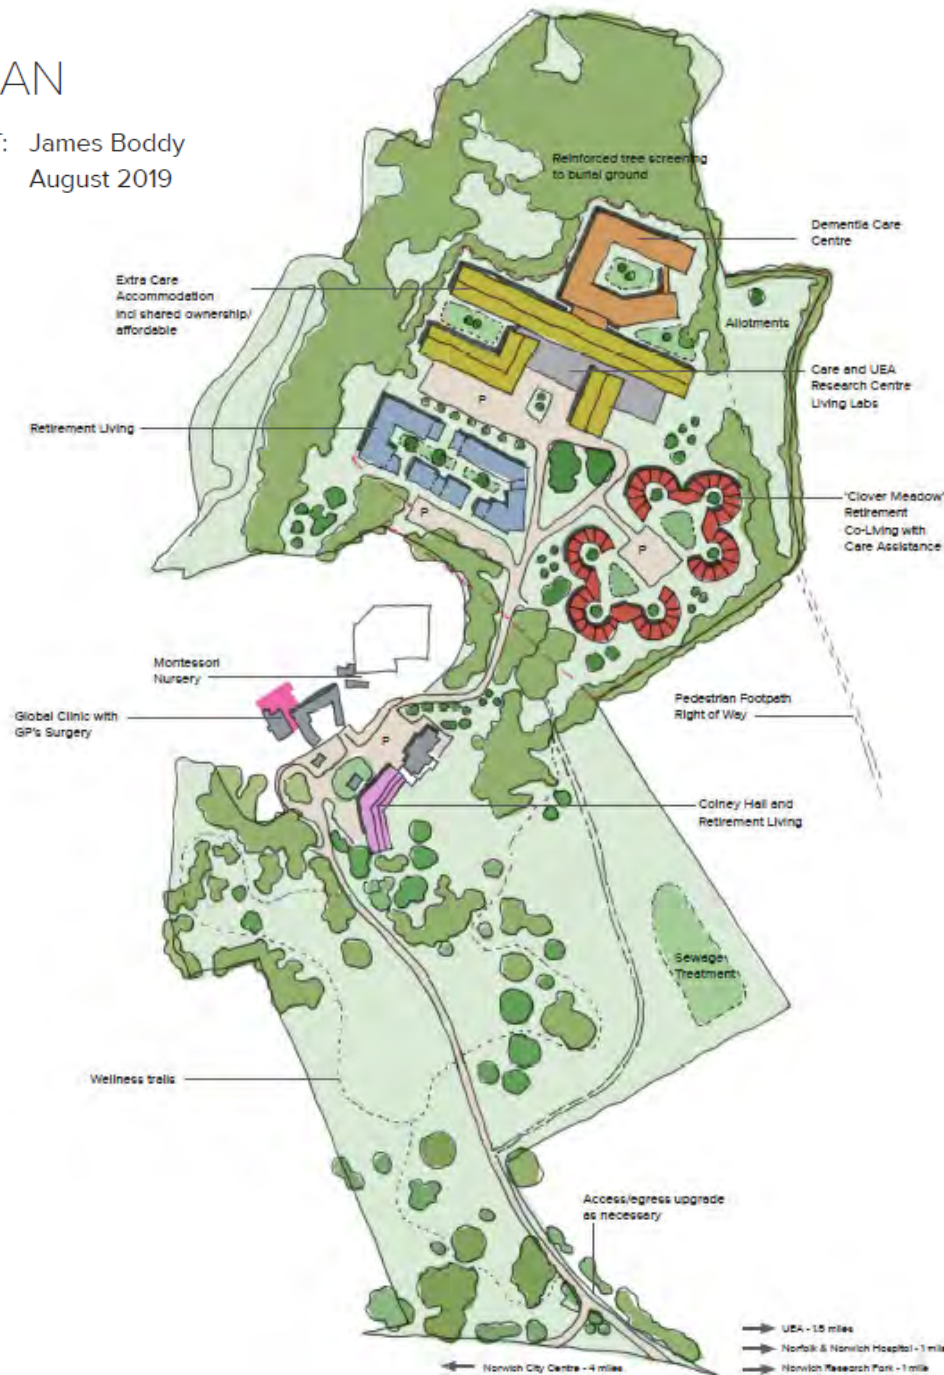 AN
: James Boddy
August 2019
Reinforced tree screening
to burial ground
Dementia Care
Centre
Extra Care
Accommodation
incl shared ownership/
affordable
Allotments
Care and UEA
Research Centre
Living Labs
P
Retirement Living
'Clover Meadow'
Retirement
Co-Living with
Care Assistance
P
P
Montessori
Nursery
Pedestrian Footpath
Right of Way
Global Clinic with
GP's Surgery
P
Colney Hall and
Retirement Living
Sewage
Treatment
Wellness trails
Access/egress upgrade
as necessary
UEA - 1.5 miles
Norfolk & Norwich Hospital - 1 mile
Norwich City Centre - 4 miles
Norwich Research Park - 1 mile